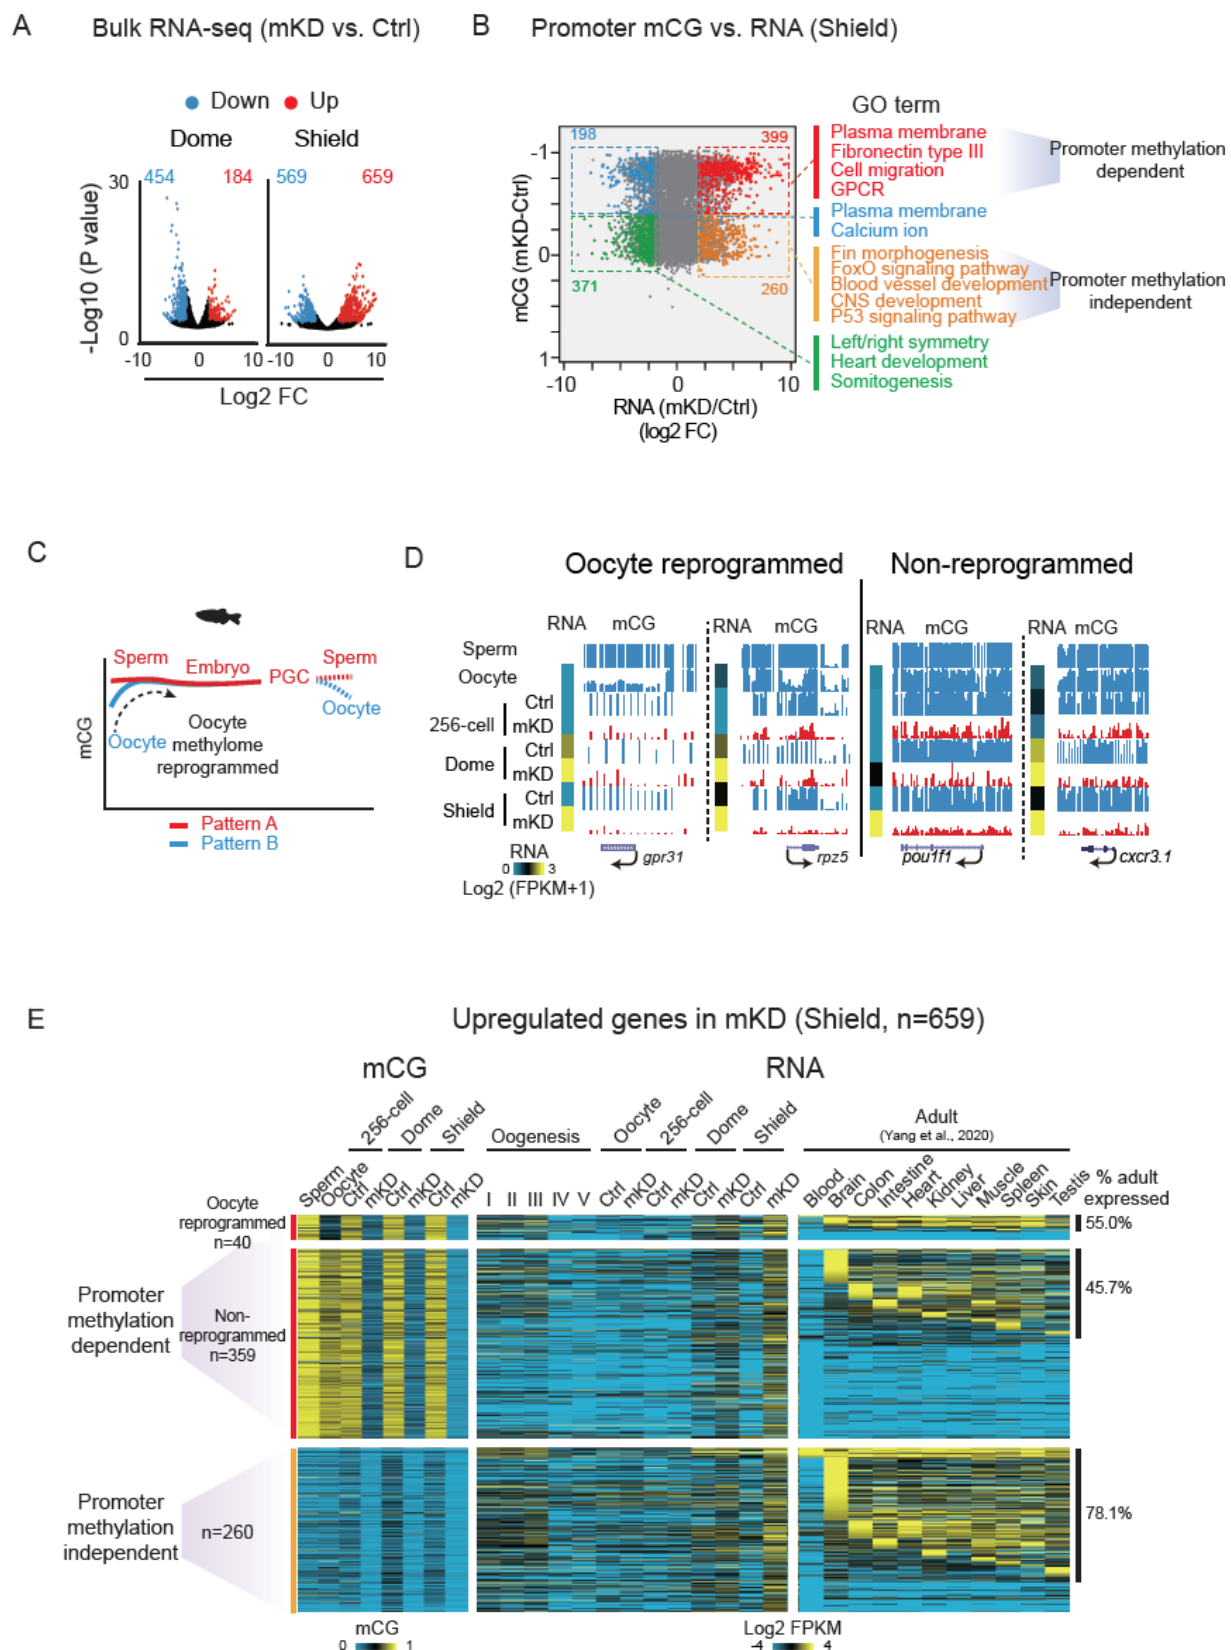 A
Bulk RNA-seq (mKD vs. Ctrl)
Down Up
Dome Shield
454 184 569 659
30
-Log10 (P value)
0
-10 0 10 -10 0 10
Log2 FC
B
Promoter mCG vs. RNA (Shield)
GO term
198 399
-1
0
1
mCG (mKD-Ctrl)
371 260
-10 0 10
RNA (mKD/Ctrl)
(log2 FC)
Plasma membrane
Fibronectin type III
Cell migration
GPCR
Promoter methylation
dependent
Plasma membrane
Calcium ion
Fin morphogenesis
FoxO signaling pathway
Blood vessel development
CNS development
P53 signaling pathway
Promoter methylation
independent
Left/right symmetry
Heart development
Somitogenesis
C
Sperm
Embryo
PGC
Sperm
Oocyte
mCG
Oocyte
Oocyte
methylome
reprogrammed
Pattern A
Pattern B
D
Oocyte reprogrammed Non-reprogrammed
RNA mCG RNA mCG RNA mCG RNA mCG
Sperm
Oocyte
256-cell Ctrl
mKD
Dome Ctrl
mKD
Shield Ctrl
mKD
gpr31 rpz5 pou1f1 cxcr3.1
RNA
0 3
Log2 (FPKM+1)
E
Upregulated genes in mKD (Shield, n=659)
mCG RNA
256-cell Dome Shield
Oogenesis
Oocyte 256-cell Dome Shield
Adult
(Yang et al., 2020)
Sperm Oocyte Ctrl mKD Ctrl mKD Ctrl mKD
I II III IV V Ctrl mKD Ctrl mKD Ctrl mKD Ctrl mKD
Blood Brain Colon Intestine Heart Kidney Liver Muscle Spleen Skin Testis
% adult
expressed
Oocyte
reprogrammed
n=40
55.0%
Promoter
methylation
dependent
Non-
reprogrammed
n=359
45.7%
Promoter
methylation
independent
n=260
78.1%
mCG
0 1
Log2 FPKM
-4 4